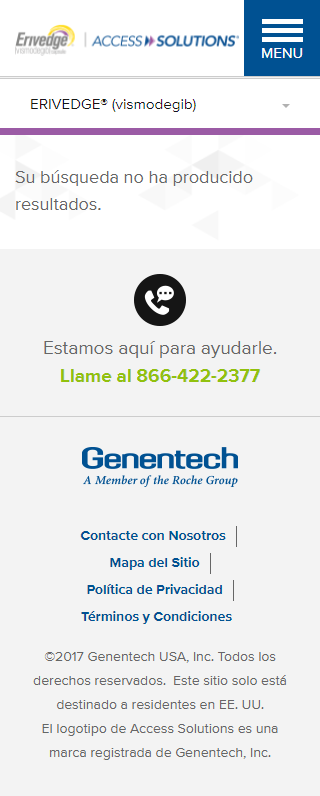 Erivedge®
(vismodegib) capsule
ACCESS SOLUTIONS®
MENU
ERIVEDGE® (vismodegib)
Su búsqueda no ha producido
resultados.
Estamos aquí para ayudarle.
Llame al 866-422-2377
Genentech
A Member of the Roche Group
Contacte con Nosotros
Mapa del Sitio
Política de Privacidad
Términos y Condiciones
©2017 Genentech USA, Inc. Todos los
derechos reservados. Este sitio solo está
destinado a residentes en EE. UU.
El logotipo de Access Solutions es una
marca registrada de Genentech, Inc.